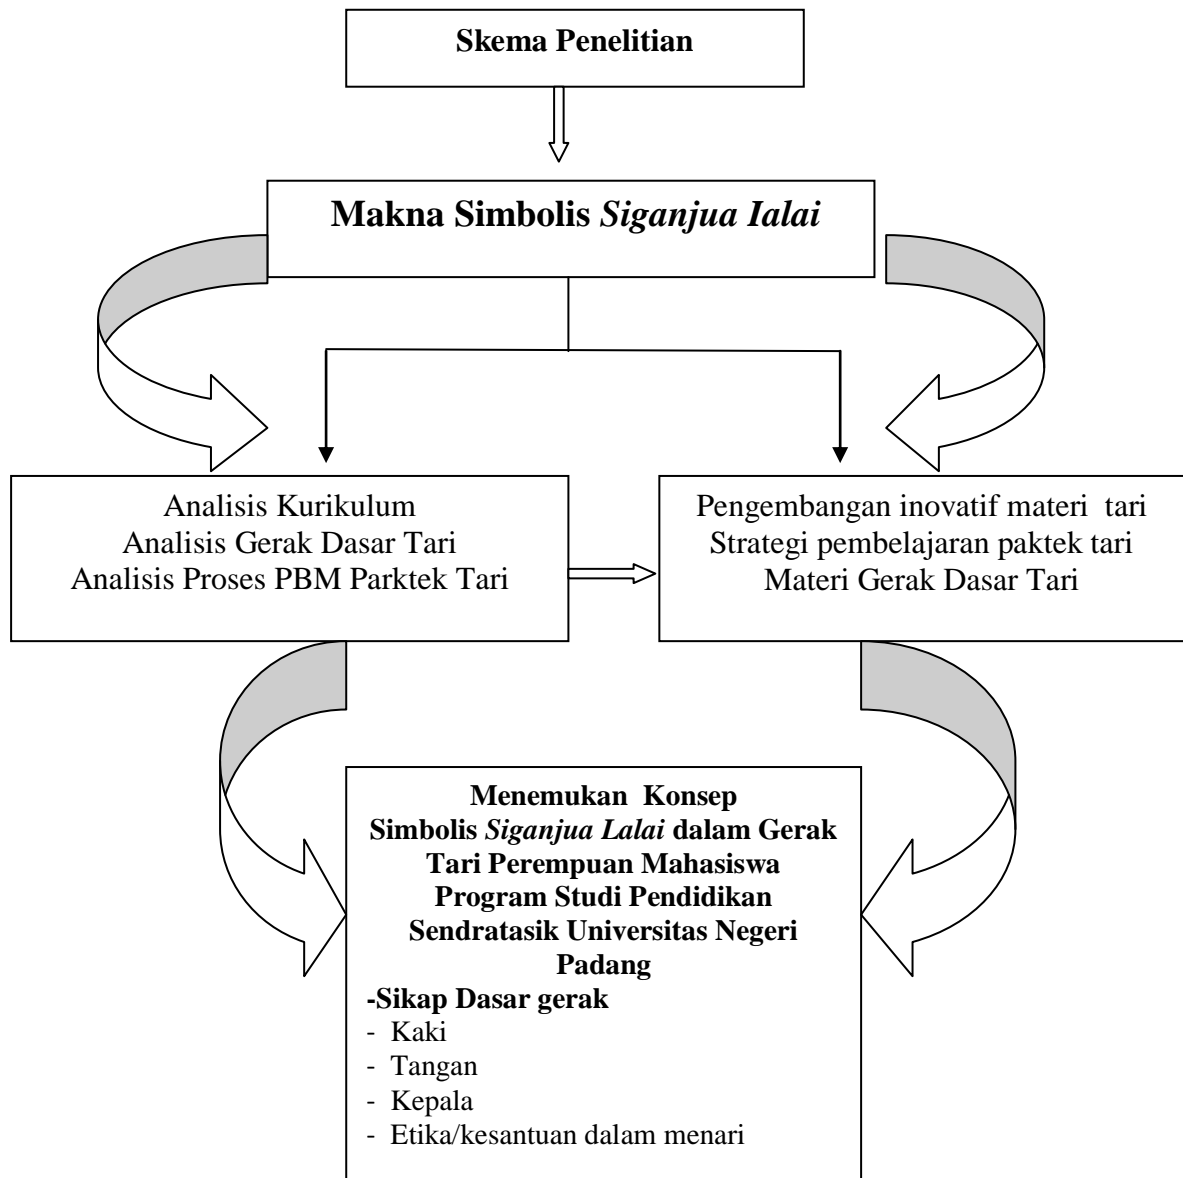 Skema Penelitian
Makna Simbolis Siganjua Ialai
Analisis Kurikulum
Analisis Gerak Dasar Tari
Analisis Proses PBM Parktek Tari
Pengembangan inovatif materi tari
Strategi pembelajaran paktek tari
Materi Gerak Dasar Tari
Menemukan Konsep
Simbolis Siganjua Lalai dalam Gerak
Tari Perempuan Mahasiswa
Program Studi Pendidikan
Sendratasik Universitas Negeri
Padang
-Sikap Dasar gerak
- Kaki
- Tangan
- Kepala
- Etika/kesantuan dalam menari